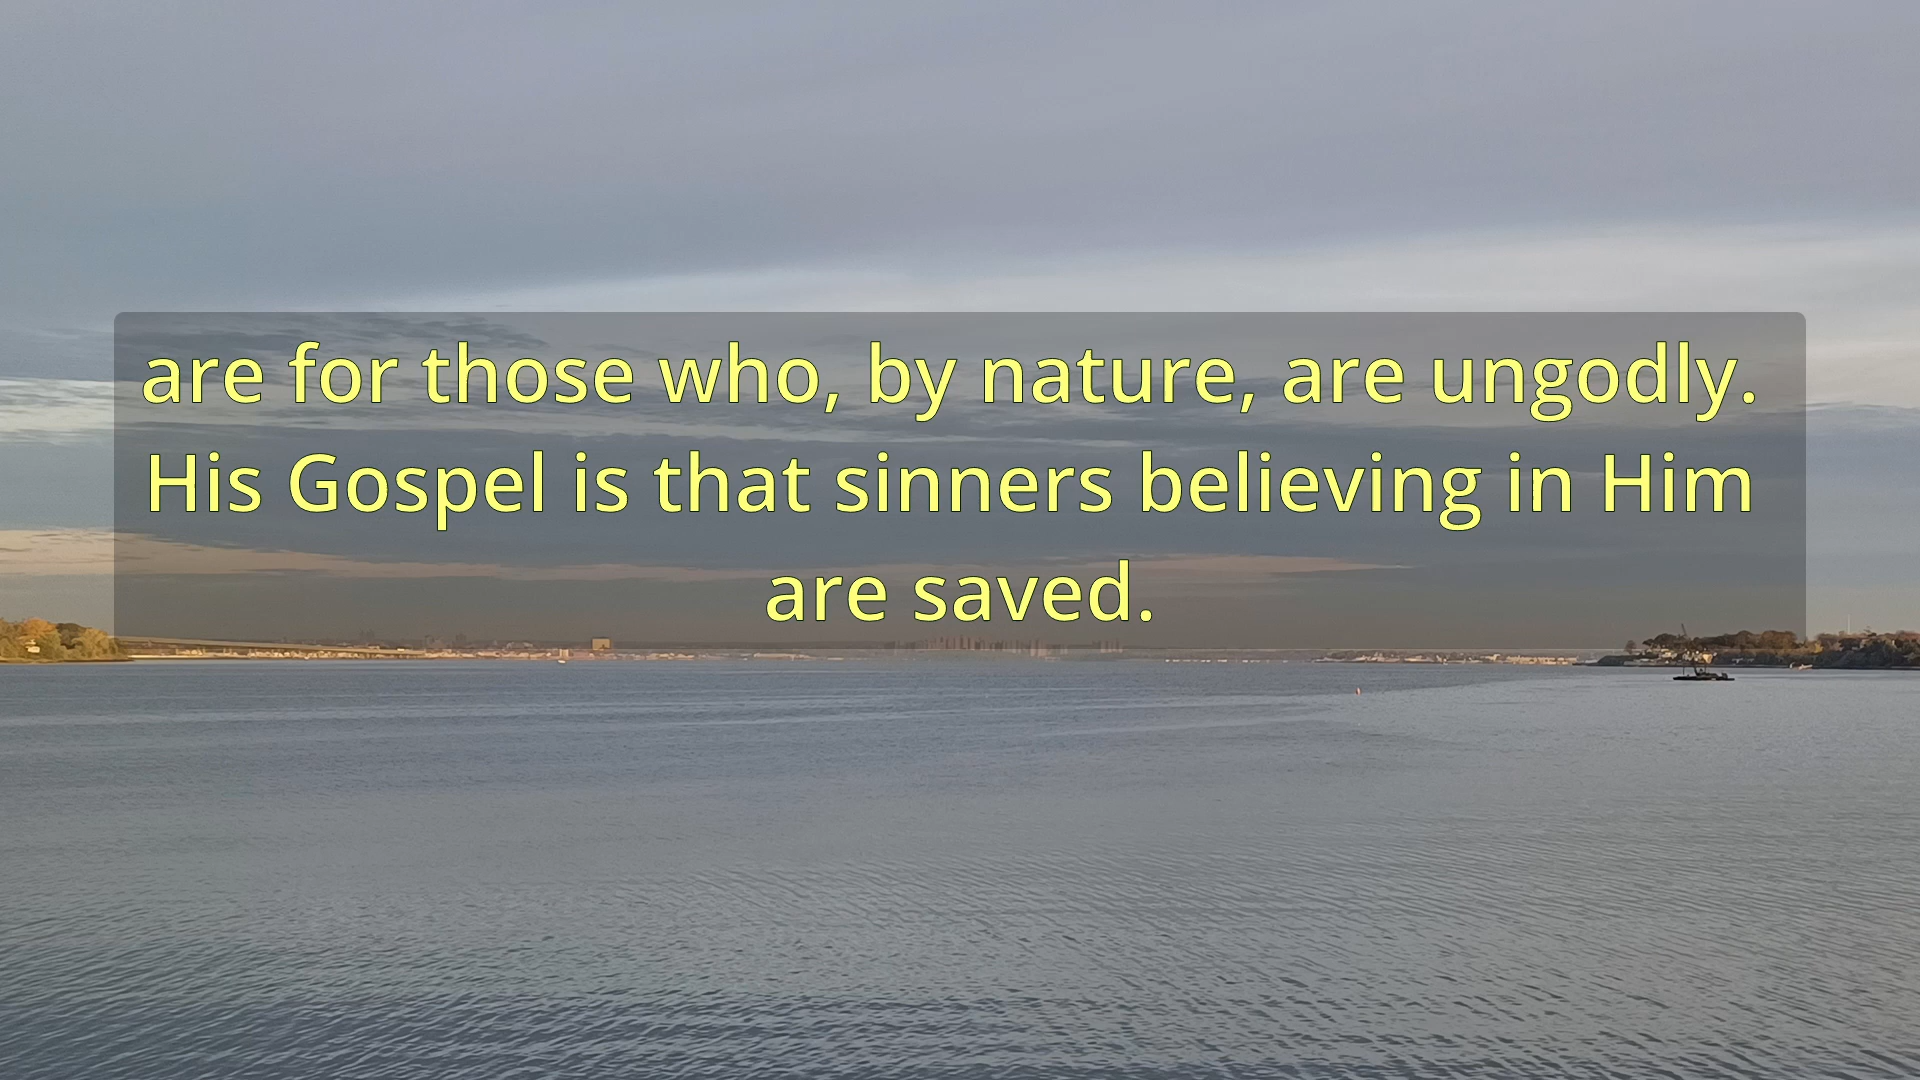 are for those who, by nature, are ungodly.
His Gospel is that sinners believing in Him
are saved.